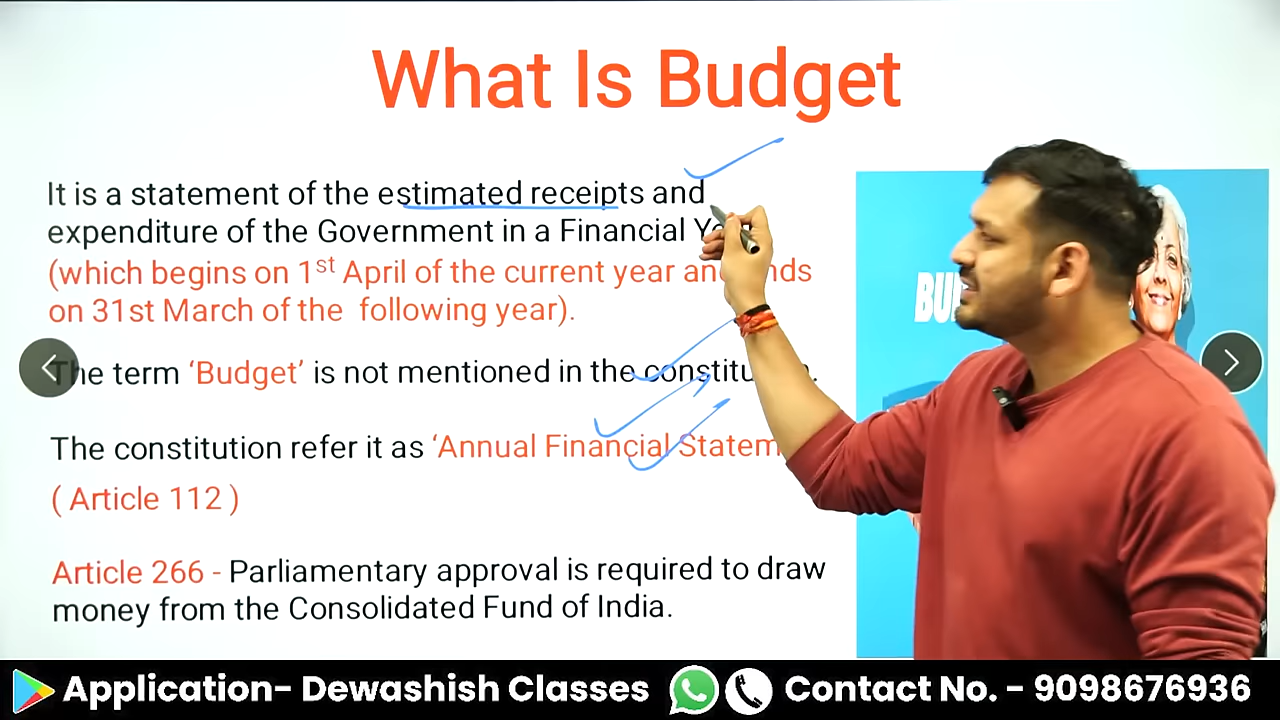 What Is Budget
It is a statement of the estimated receipts and
expenditure of the Government in a Financial
(which begins on 1st April of the current year
on 31st March of the following year).
The term ‘Budget’ is not mentioned in the
The constitution refer it as ‘Annual Financial
( Article 112 )
Article 266 - Parliamentary approval is required to draw
money from the Consolidated Fund of India.
Application- Dewashish Classes
Contact No. - 9098676936